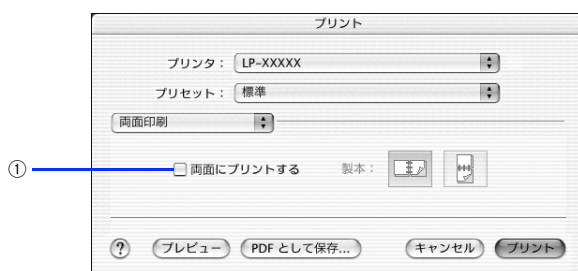 プリント
プリンタ： LP-XXXXX
プリセット： 標準
両面印刷
① 両面にプリントする 製本：
? プレビュー PDF として保存... キャンセル プリント